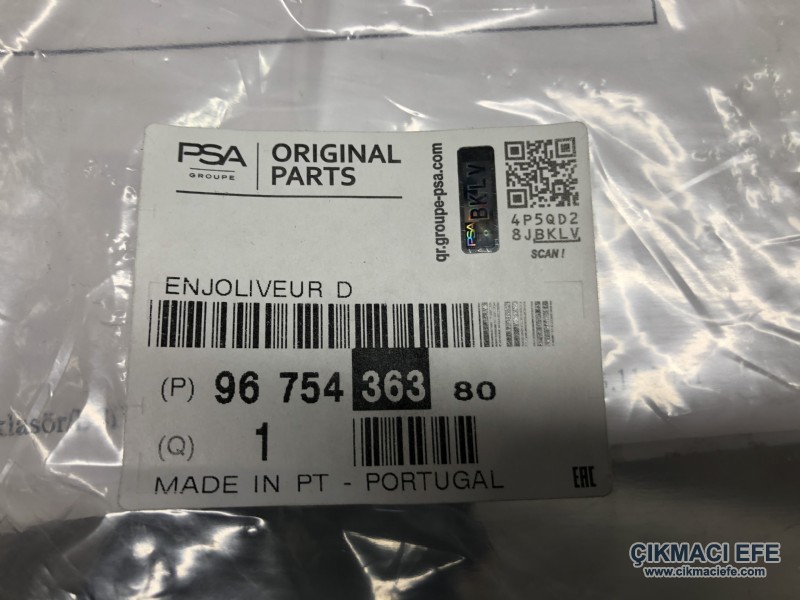 PSA
GROUPE
ORIGINAL
PARTS
qr.groupe-psa.com
PSA BKLV
4P5QD2
8JBKLV
SCAN!
ENJOLIVEUR D
(P) 96 754 363 80
(Q) 1
MADE IN PT - PORTUGAL
EAC
ÇIKMACI EFE
www.cikmaciefe.com